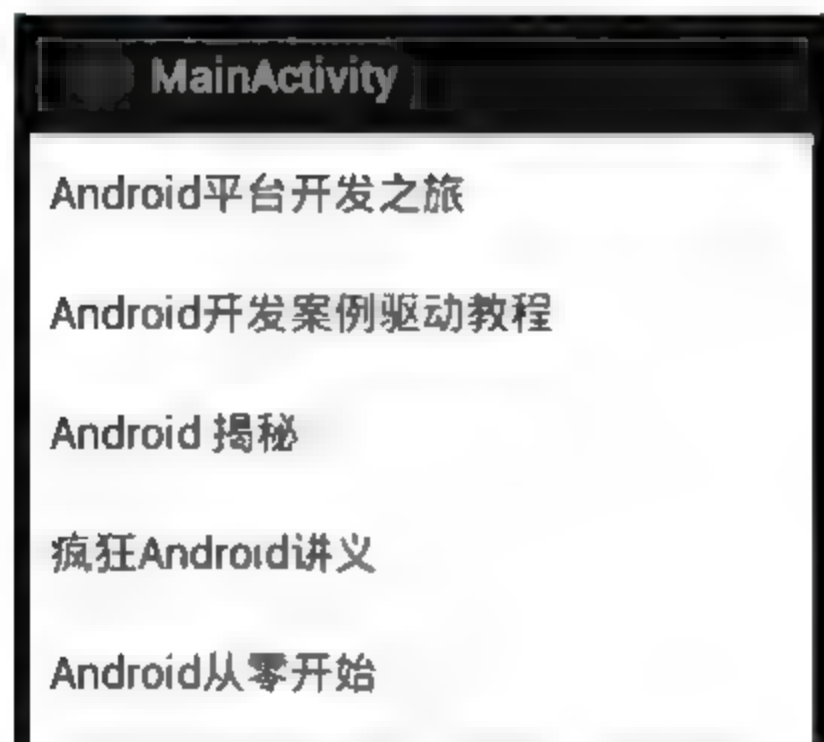 MainActivity
Android平台开发之旅
Android开发案例驱动教程
Android 揭秘
疯狂Android讲义
Android从零开始